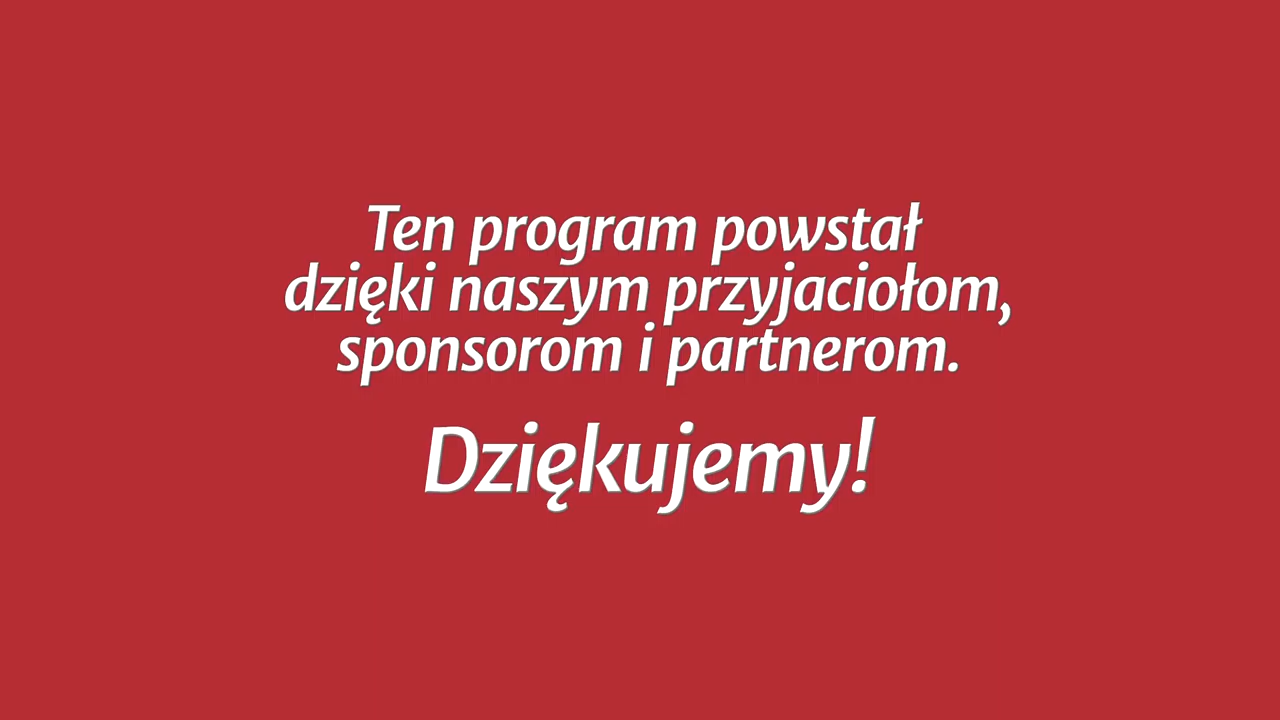 Ten program powstał
dzięki naszym przyjaciołom,
sponsorom i partnerom.
Dziękujemy!